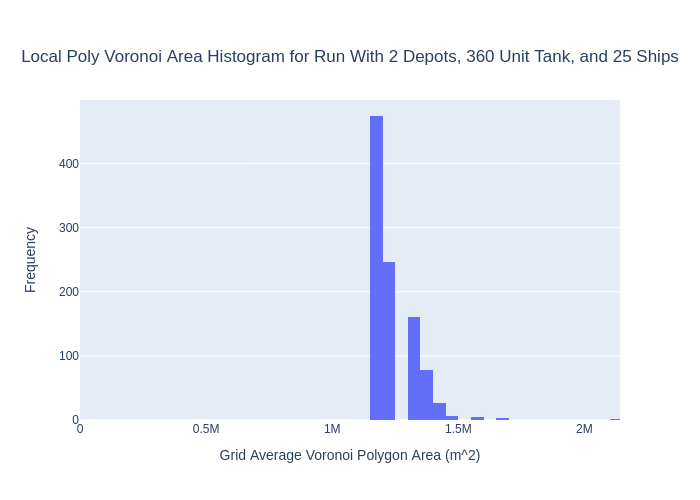 Local Poly Voronoi Area Histogram for Run With 2 Depots, 360 Unit Tank, and 25 Ships
Frequency
400
300
200
100
0
0 0.5M 1M 1.5M 2M
Grid Average Voronoi Polygon Area (m^2)